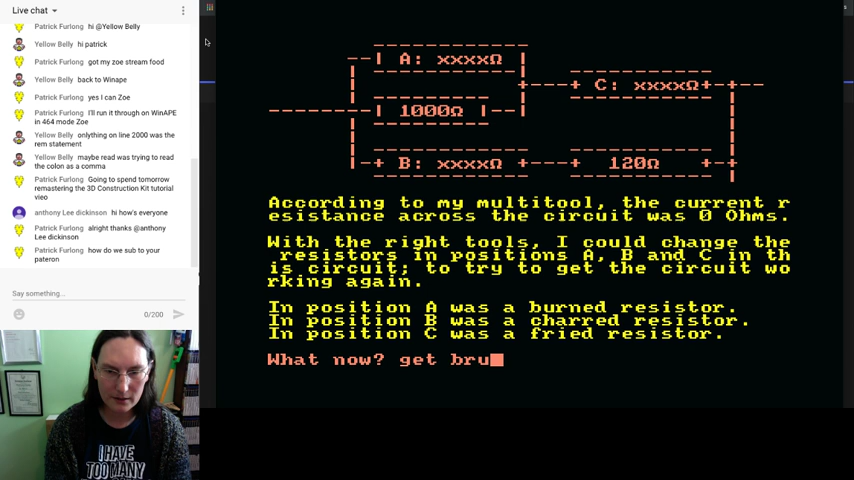 Live chat
Patrick Furlong hi @Yellow Belly
Yellow Belly hi patrick
Patrick Furlong got my zoe stream food
Yellow Belly back to Winape
Patrick Furlong yes I can Zoe
Patrick Furlong I'll run it through on WinAPE
in 464 mode Zoe
Yellow Belly onlything on line 2000 was the
rem statement
Yellow Belly maybe read was trying to read
the colon as a comma
Patrick Furlong Going to spend tomorrow
remastering the 3D Construction Kit tutorial
vieo
anthony Lee dickinson hi how's everyone
Patrick Furlong alright thanks @anthony
Lee dickinson
Patrick Furlong how do we sub to your
pateron
Say something...
0/200
I HAVE
TOO MANY
A: xxxxΩ
C: xxxxΩ
1000Ω
B: xxxxΩ
120Ω
According to my multitool, the current r
esistance across the circuit was 0 Ohms.
With the right tools, I could change the
resistors in positions A, B and C in th
is circuit; to try to get the circuit wo
rking again.
In position A was a burned resistor.
In position B was a charred resistor.
In position C was a fried resistor.
What now? get bru